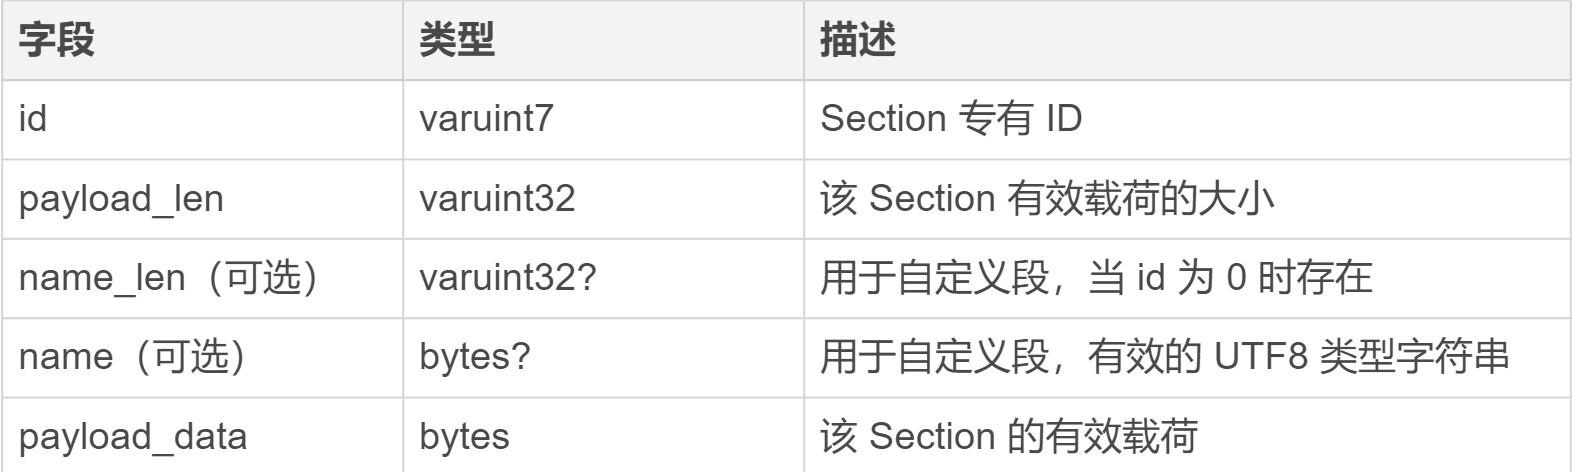 字段 类型 描述
id varuint7 Section 专有 ID
payload_len varuint32 该 Section 有效载荷的大小
name_len（可选） varuint32? 用于自定义段，当 id 为 0 时存在
name（可选） bytes? 用于自定义段，有效的 UTF8 类型字符串
payload_data bytes 该 Section 的有效载荷